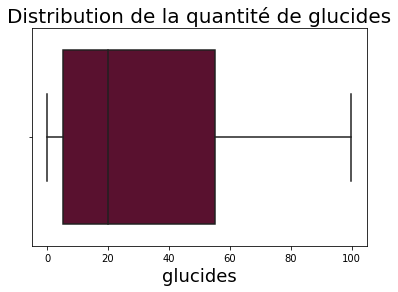 Distribution de la quantité de glucides
0 20 40 60 80 100
glucides